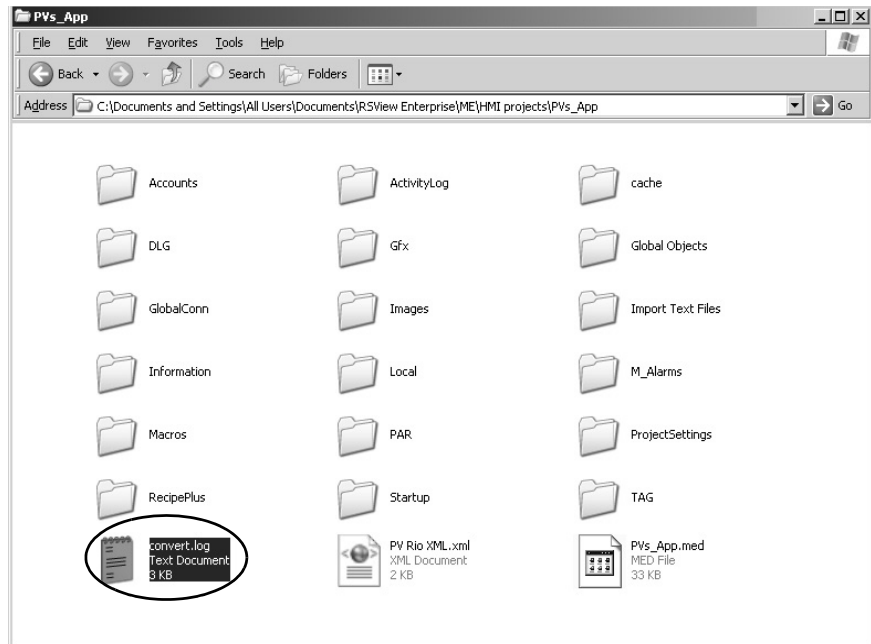 PVs_App
File Edit View Favorites Tools Help
Back Search Folders
Address C:\Documents and Settings\All Users\Documents\RSView Enterprise\ME\HMI projects\PVs_App Go
Accounts ActivityLog cache
DLG Gfx Global Objects
GlobalConn Images Import Text Files
Information Local M_Alarms
Macros PAR ProjectSettings
RecipePlus Startup TAG
convert.log PV Rio XML.xml PVs_App.med
Text Document XML Document MED File
3 KB 2 KB 33 KB